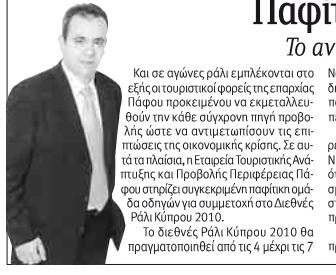 Παφίτ
Το αν
Και σε αγώνες ράλι εμπλέκονται στο
εξής οι τουριστικοί φορείς της επαρχίας
Πάφου προκειμένου να εκμεταλλευ-
θούν την κάθε σύγχρονη πηγή προβο-
λής ώστε να αντιμετωπίσουν τις επι-
πτώσεις της οικονομικής κρίσης. Σε αυ-
τά τα πλαίσια, η Εταιρεία Τουριστικής Ανά-
πτυξης και Προβολής Περιφέρειας Πά-
φου στηρίζει συγκεκριμένη παφίτικη ομά-
δα οδηγών για συμμετοχή στο Διεθνές
Ράλι Κύπρου 2010.
Το διεθνές Ράλι Κύπρου 2010 θα
πραγματοποιηθεί από τις 4 μέχρι τις 7